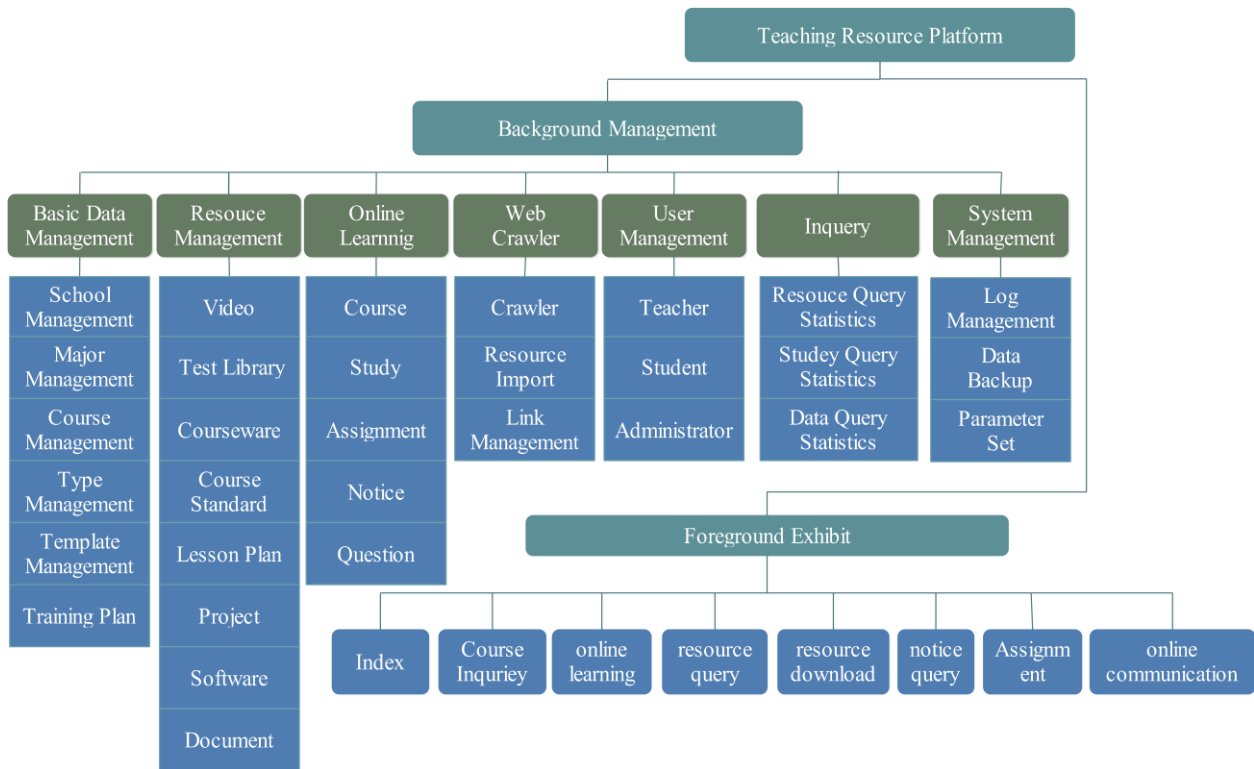 Teaching Resource Platform
Background Management
Basic Data
Management
Resouce
Management
Online
Learnnig
Web
Crawler
User
Management
Inquery
System
Management
School
Management
Major
Management
Course
Management
Type
Management
Template
Management
Training Plan
Video
Test Library
Courseware
Course
Standard
Lesson Plan
Project
Software
Document
Course
Study
Assignment
Notice
Question
Crawler
Resource
Import
Link
Management
Teacher
Student
Administrator
Resouce Query
Statistics
Studey Query
Statistics
Data Query
Statistics
Log
Management
Data
Backup
Parameter
Set
Foreground Exhibit
Index
Course
Inquriey
online
learning
resource
query
resource
download
notice
query
Assignm
ent
online
communication